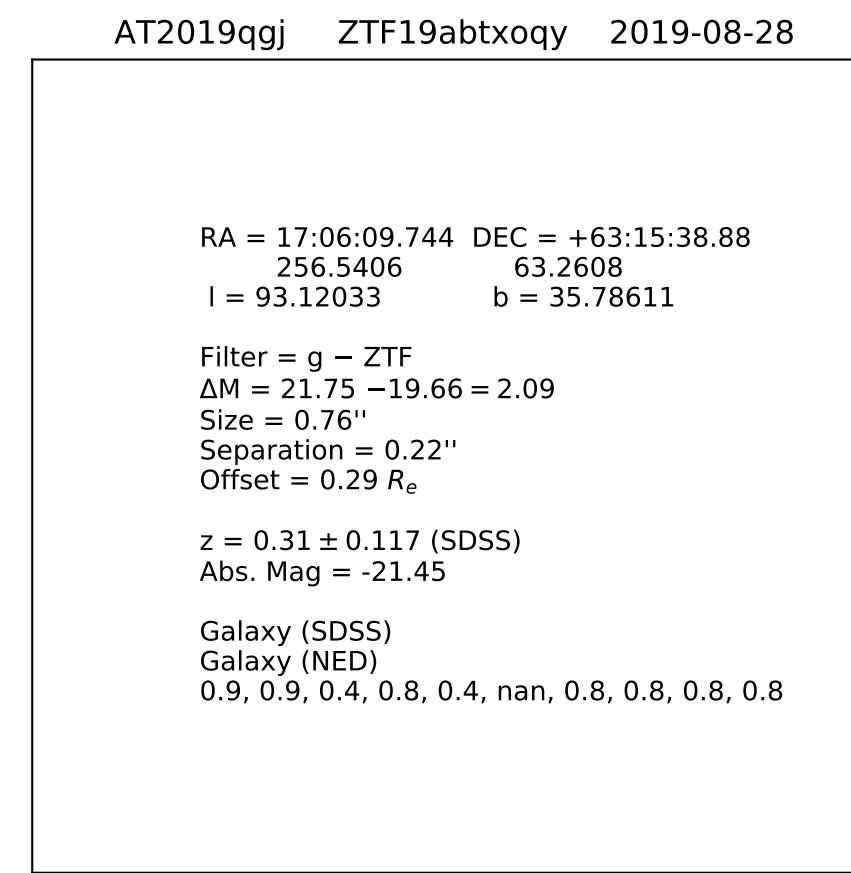 AT2019qgj ZTF19abtxoqy 2019-08-28
RA = 17:06:09.744 DEC = +63:15:38.88
256.5406 63.2608
l = 93.12033 b = 35.78611
Filter = g − ZTF
ΔM = 21.75 −19.66 = 2.09
Size = 0.76''
Separation = 0.22''
Offset = 0.29 Re
z = 0.31 ± 0.117 (SDSS)
Abs. Mag = -21.45
Galaxy (SDSS)
Galaxy (NED)
0.9, 0.9, 0.4, 0.8, 0.4, nan, 0.8, 0.8, 0.8, 0.8